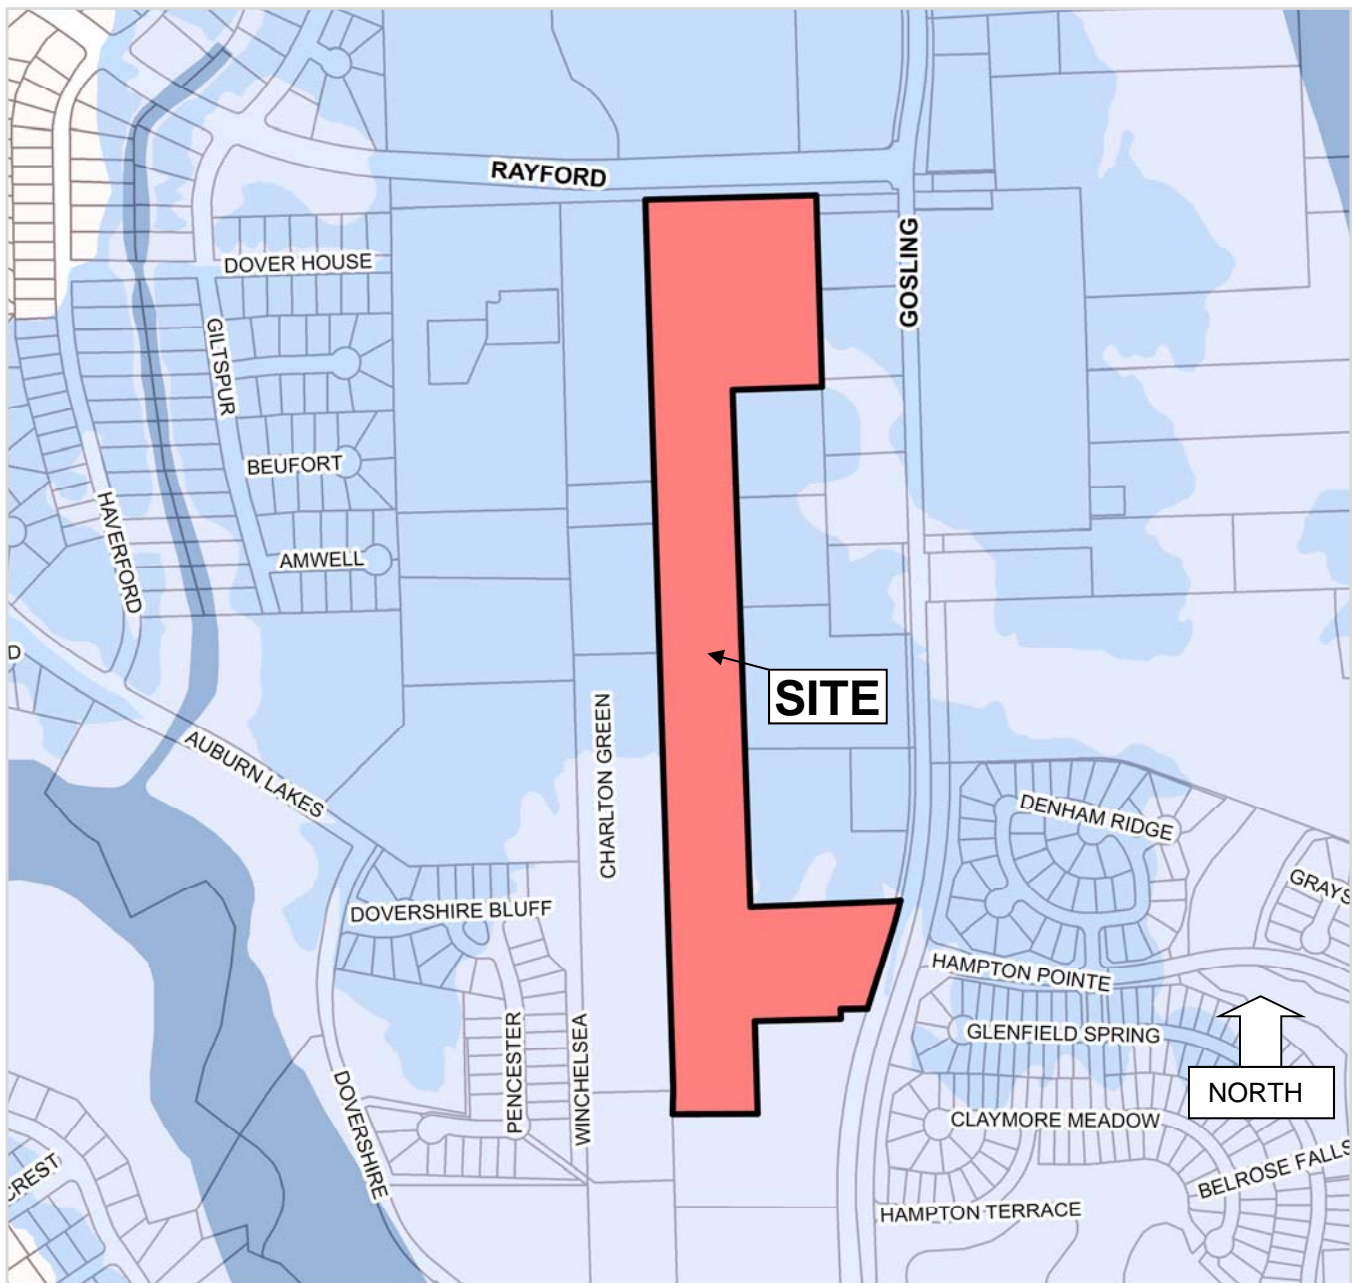 RAYFORD
GOSLING
DOVER HOUSE
GILTSPUR
BEUFORT
HAVERFORD
AMWELL
D
SITE
AUBURN LAKES
CHARLTON GREEN
DENHAM RIDGE
GRAYS
DOVERSHIRE BLUFF
HAMPTON POINTE
GLENFIELD SPRING
PENCESTER
WINCHELSEA
NORTH
DOVERSHIRE
CLAYMORE MEADOW
CREST
BELROSE FALLS
HAMPTON TERRACE